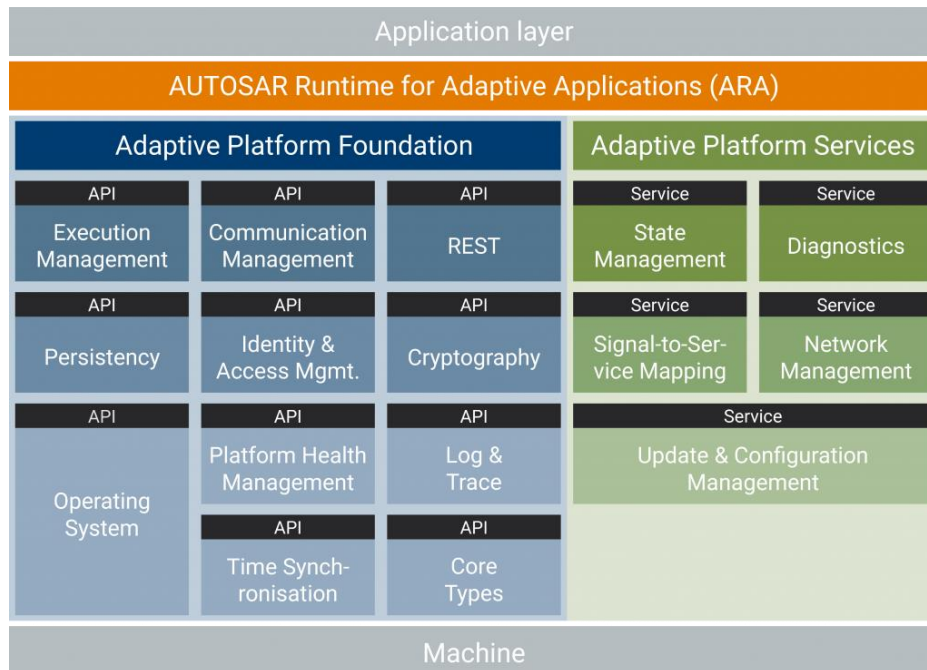 Application layer
AUTOSAR Runtime for Adaptive Applications (ARA)
Adaptive Platform Foundation
Adaptive Platform Services
API
Execution
Management
API
Communication
Management
API
REST
Service
State
Management
Service
Diagnostics
API
Persistency
API
Identity &
Access Mgmt.
API
Cryptography
Service
Signal-to-Ser-
vice Mapping
Service
Network
Management
API
Operating
System
API
Platform Health
Management
API
Log &
Trace
Service
Update & Configuration
Management
API
Time Synch-
ronisation
API
Core
Types
Machine